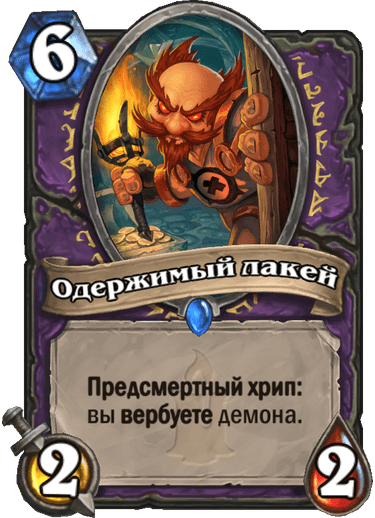 6
Одержимый лакей
Предсмертный хрип:
вы вербуете демона.
2
2